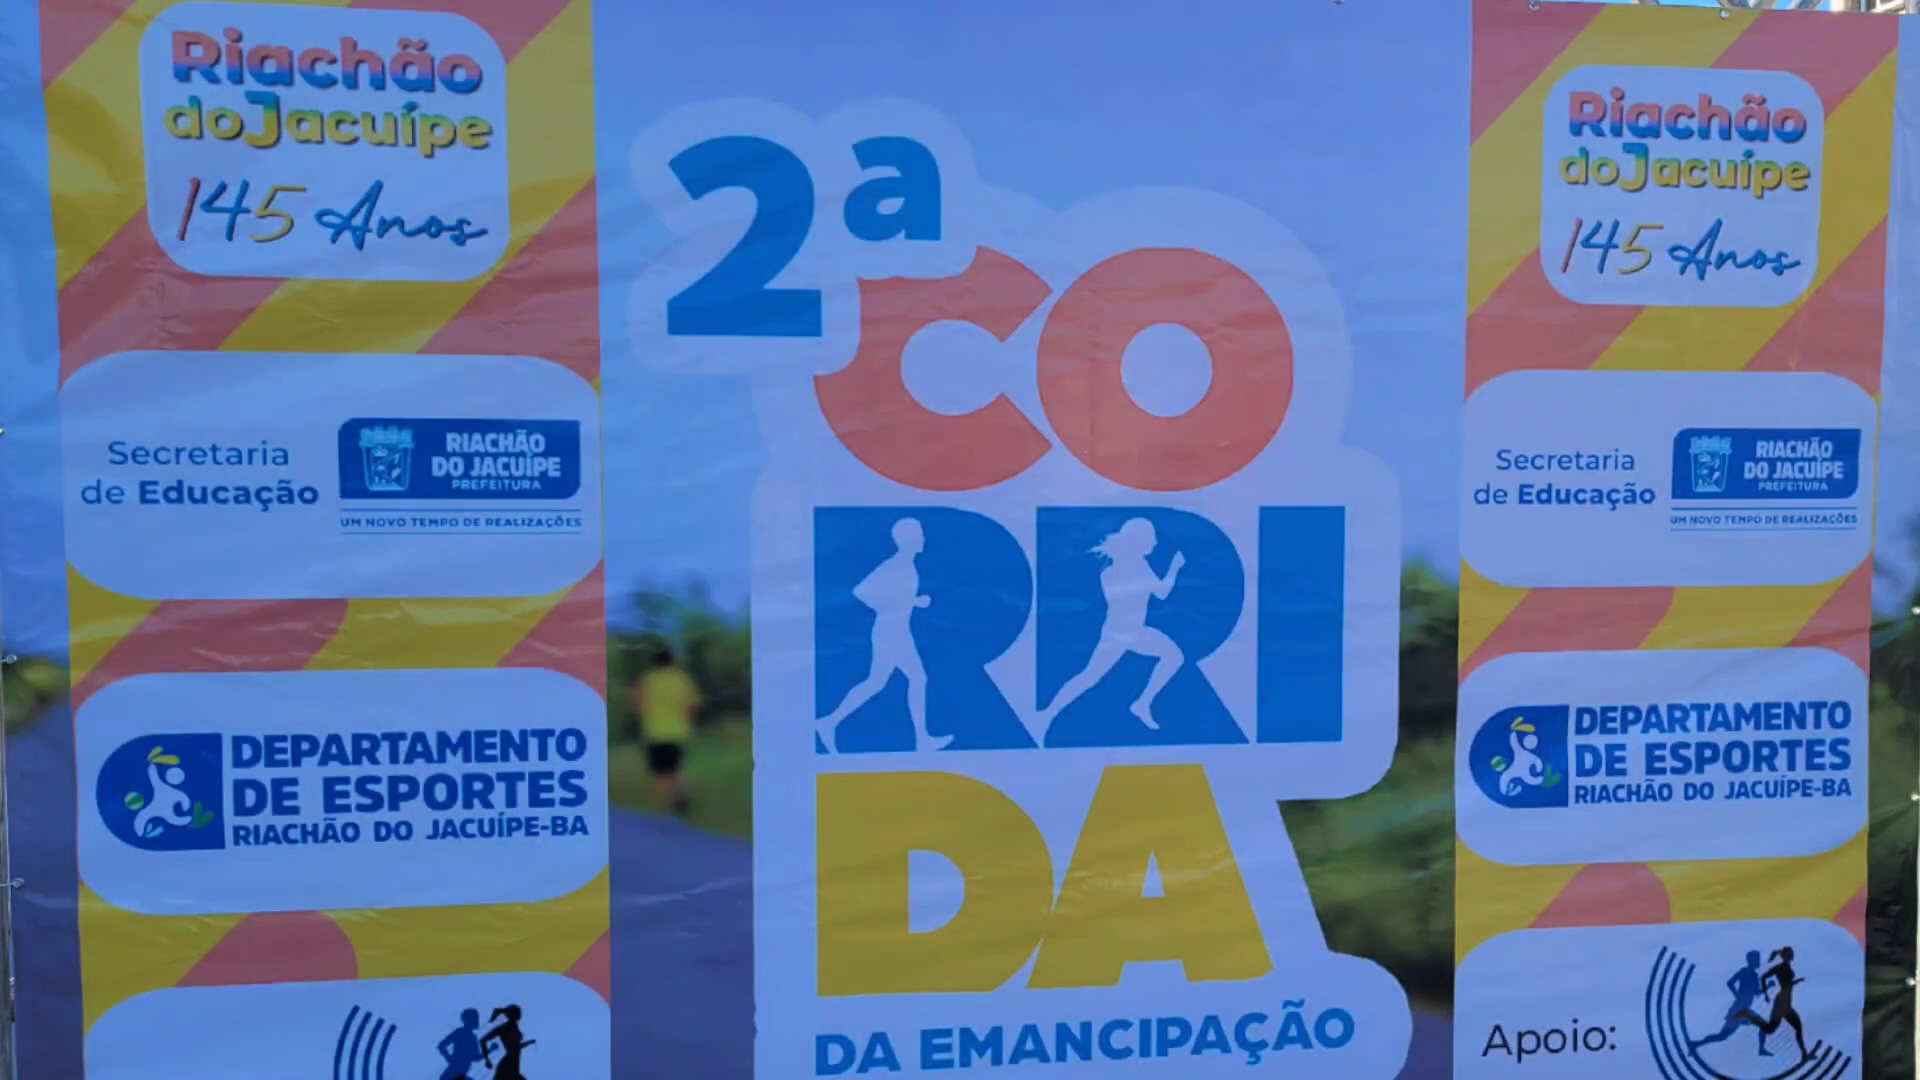 Riachão
do Jacuípe
145 Anos
Secretaria
de Educação
RIACHÃO
DO JACUÍPE
PREFEITURA
UM NOVO TEMPO DE REALIZAÇÕES
DEPARTAMENTO
DE ESPORTES
RIACHÃO DO JACUÍPE-BA
2ª
CO
RRI
DA
DA EMANCIPAÇÃO
Riachão
do Jacuípe
145 Anos
Secretaria
de Educação
RIACHÃO
DO JACUÍPE
PREFEITURA
UM NOVO TEMPO DE REALIZAÇÕES
DEPARTAMENTO
DE ESPORTES
RIACHÃO DO JACUÍPE-BA
Apoio: